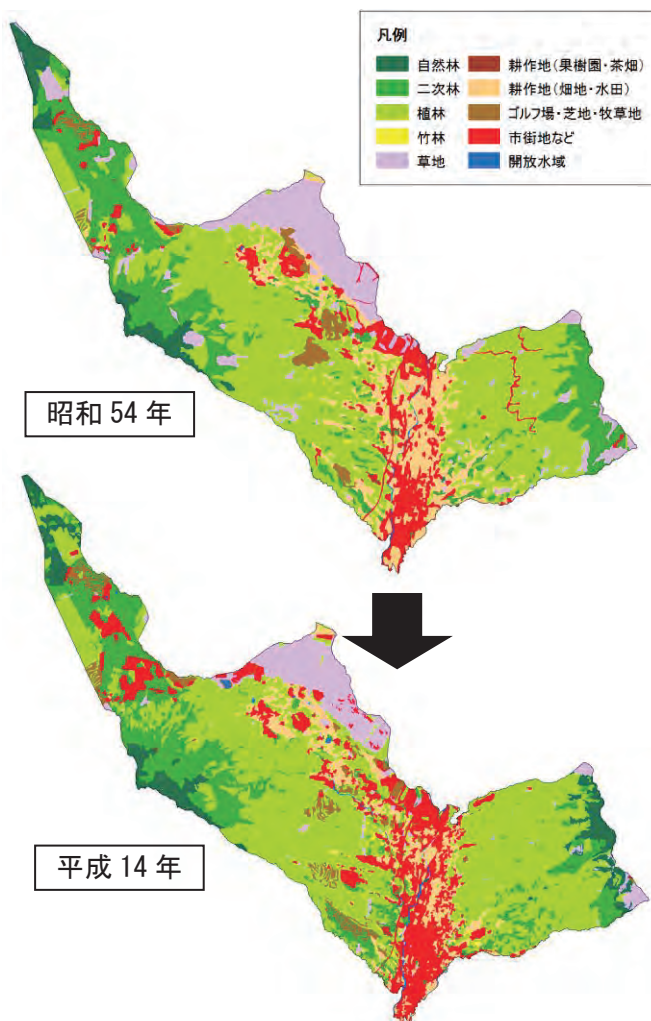 凡例
自然林
二次林
植林
竹林
草地
耕作地(果樹園・茶畑)
耕作地(畑地・水田)
ゴルフ場・芝地・牧草地
市街地など
開放水域
昭和 54 年
平成 14 年